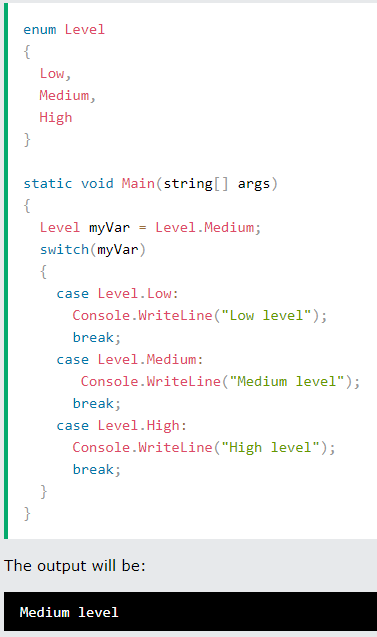 enum Level
{
  Low,
  Medium,
  High
}

static void Main(string[] args)
{
  Level myVar = Level.Medium;
  switch(myVar)
  {
    case Level.Low:
      Console.WriteLine("Low level");
      break;
    case Level.Medium:
       Console.WriteLine("Medium level");
      break;
    case Level.High:
      Console.WriteLine("High level");
      break;
  }
}
The output will be:
Medium level